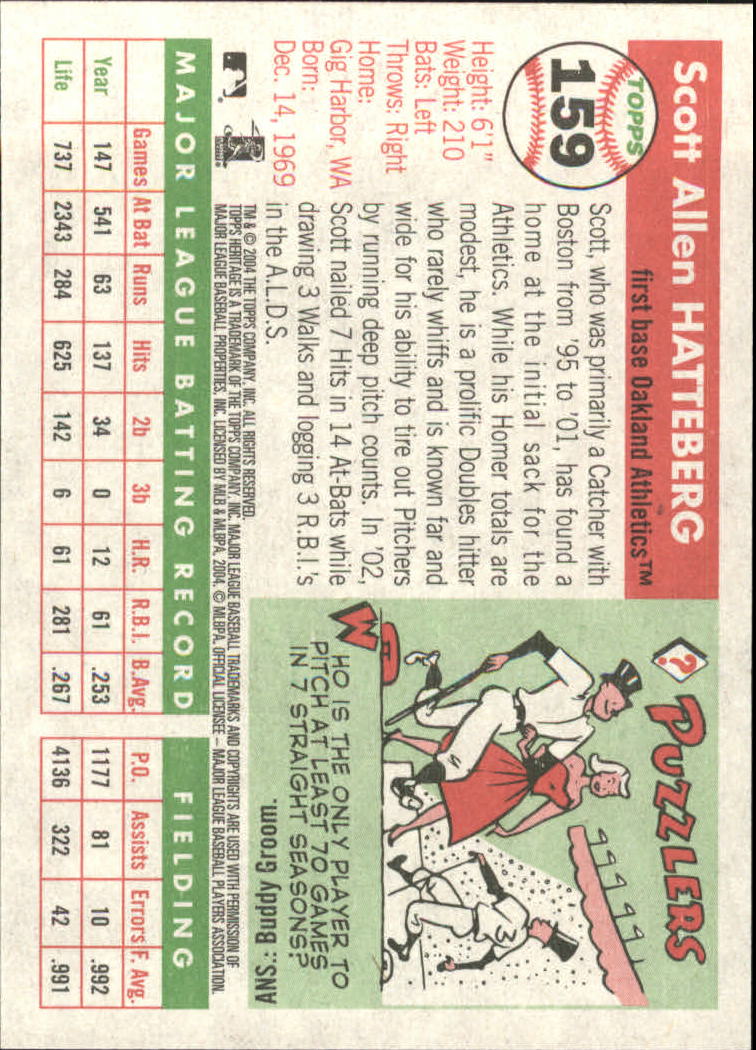 Scott Allen HATTEBERG
first base Oakland Athletics™
TOPPS
159
Height: 6'1"
Weight: 210
Bats: Left
Throws: Right
Home:
Gig Harbor, WA
Born:
Dec. 14, 1969
Scott, who was primarily a Catcher with
Boston from '95 to '01, has found a
home at the initial sack for the
Athletics. While his Homer totals are
modest, he is a prolific Doubles hitter
who rarely whiffs and is known far and
wide for his ability to tire out Pitchers
by running deep pitch counts. In '02,
Scott nailed 7 Hits in 14 At-Bats while
drawing 3 Walks and logging 3 R.B.I.'s
in the A.L.D.S.
? PUZZLERS
WHO IS THE ONLY PLAYER TO
PITCH AT LEAST 70 GAMES
IN 7 STRAIGHT SEASONS?
ANS.: Buddy Groom.
TM & © 2004 THE TOPPS COMPANY, INC. ALL RIGHTS RESERVED.
TOPPS HERITAGE IS A TRADEMARK OF THE TOPPS COMPANY, INC. MAJOR LEAGUE BASEBALL TRADEMARKS AND COPYRIGHTS ARE USED WITH PERMISSION OF
MAJOR LEAGUE BASEBALL PROPERTIES, INC. LICENSED BY MLB & MLBPA, 2004. © MLBPA. OFFICIAL LICENSEE – MAJOR LEAGUE BASEBALL PLAYERS ASSOCIATION.
MAJOR LEAGUE BATTING RECORD FIELDING
Games At Bat Runs Hits 2b 3b H.R. R.B.I. B.Avg. P.O. Assists Errors F. Avg.
Year 147 541 63 137 34 0 12 61 .253 1177 81 10 .992
Life 737 2343 284 625 142 6 61 281 .267 4136 322 42 .991